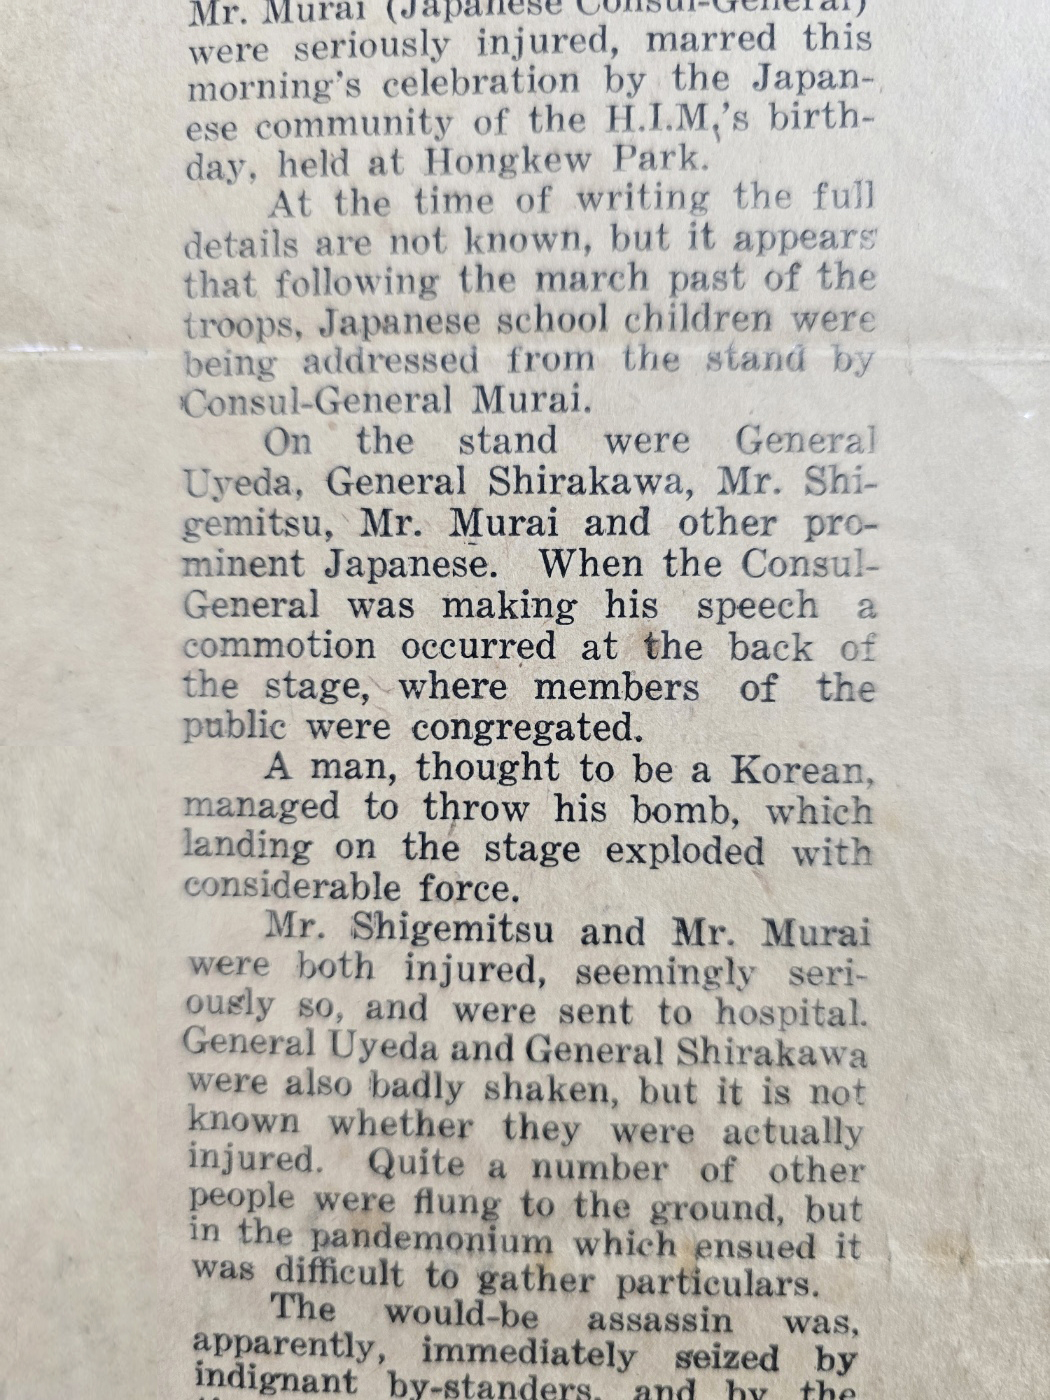 Mr. Murai (Japanese Consul-General)
were seriously injured, marred this
morning's celebration by the Japan-
ese community of the H.I.M.'s birth-
day, held at Hongkew Park.
At the time of writing the full
details are not known, but it appears
that following the march past of the
troops, Japanese school children were
being addressed from the stand by
Consul-General Murai.
On the stand were General
Uyeda, General Shirakawa, Mr. Shi-
gemitsu, Mr. Murai and other pro-
minent Japanese. When the Consul-
General was making his speech a
commotion occurred at the back of
the stage, where members of the
public were congregated.
A man, thought to be a Korean,
managed to throw his bomb, which
landing on the stage exploded with
considerable force.
Mr. Shigemitsu and Mr. Murai
were both injured, seemingly seri-
ously so, and were sent to hospital.
General Uyeda and General Shirakawa
were also badly shaken, but it is not
known whether they were actually
injured. Quite a number of other
people were flung to the ground, but
in the pandemonium which ensued it
was difficult to gather particulars.
The would-be assassin was,
apparently, immediately seized by
indignant by-standers, and by the